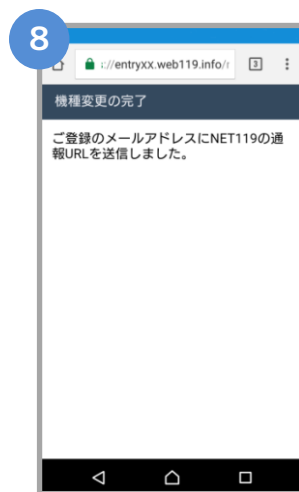 8
://entryxx.web119.info/r
3
機種変更の完了
ご登録のメールアドレスにNET119の通
報URLを送信しました。